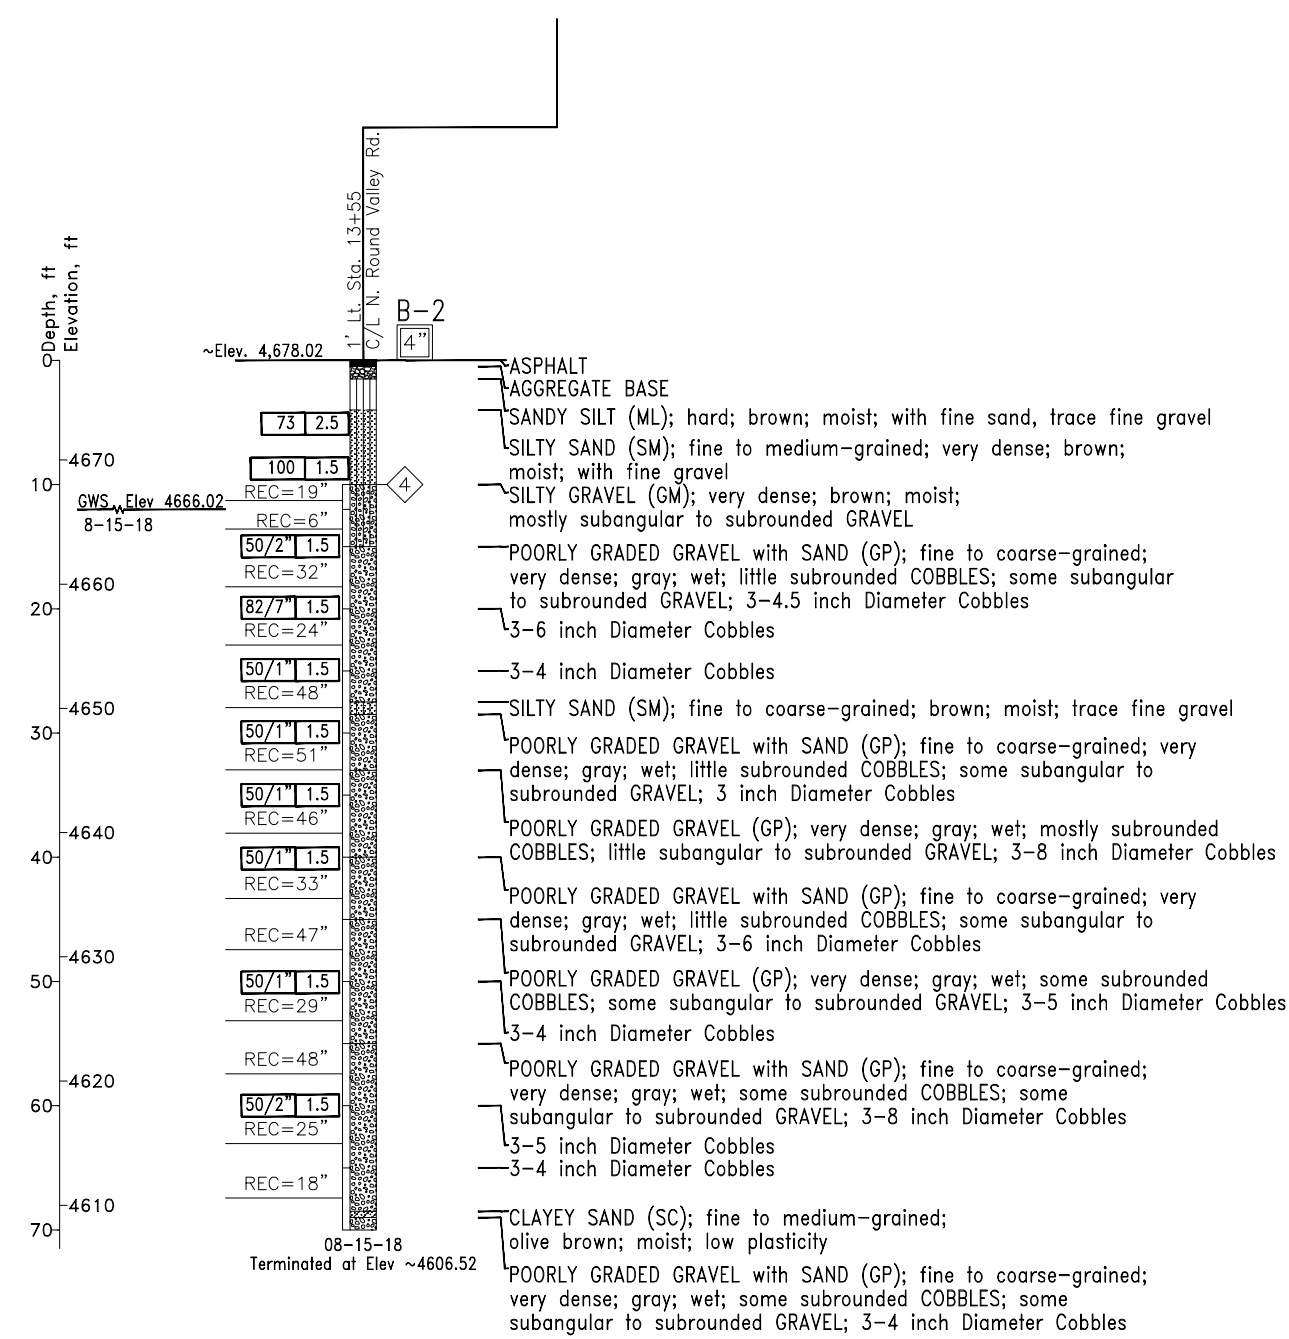 1' Lt. Sta. 13+55
C/L N. Round Valley Rd.
Depth, ft
Elevation, ft
B-2
4"
~Elev. 4,678.02
0
ASPHALT
AGGREGATE BASE
73 2.5
SANDY SILT (ML); hard; brown; moist; with fine sand, trace fine gravel
SILTY SAND (SM); fine to medium-grained; very dense; brown;
moist; with fine gravel
4670
100 1.5
10
REC=19"
4
SILTY GRAVEL (GM); very dense; brown; moist;
mostly subangular to subrounded GRAVEL
GWS Elev 4666.02
8-15-18
REC=6"
50/2" 1.5
REC=32"
POORLY GRADED GRAVEL with SAND (GP); fine to coarse-grained;
very dense; gray; wet; little subrounded COBBLES; some subangular
to subrounded GRAVEL; 3-4.5 inch Diameter Cobbles
4660
20
82/7" 1.5
REC=24"
3-6 inch Diameter Cobbles
50/1" 1.5
REC=48"
3-4 inch Diameter Cobbles
4650
SILTY SAND (SM); fine to coarse-grained; brown; moist; trace fine gravel
30
50/1" 1.5
REC=51"
POORLY GRADED GRAVEL with SAND (GP); fine to coarse-grained; very
dense; gray; wet; little subrounded COBBLES; some subangular to
subrounded GRAVEL; 3 inch Diameter Cobbles
50/1" 1.5
REC=46"
4640
POORLY GRADED GRAVEL (GP); very dense; gray; wet; mostly subrounded
COBBLES; little subangular to subrounded GRAVEL; 3-8 inch Diameter Cobbles
40
50/1" 1.5
REC=33"
POORLY GRADED GRAVEL with SAND (GP); fine to coarse-grained; very
dense; gray; wet; little subrounded COBBLES; some subangular to
subrounded GRAVEL; 3-6 inch Diameter Cobbles
REC=47"
4630
50
50/1" 1.5
REC=29"
POORLY GRADED GRAVEL (GP); very dense; gray; wet; some subrounded
COBBLES; some subangular to subrounded GRAVEL; 3-5 inch Diameter Cobbles
3-4 inch Diameter Cobbles
REC=48"
4620
POORLY GRADED GRAVEL with SAND (GP); fine to coarse-grained;
very dense; gray; wet; some subrounded COBBLES; some
subangular to subrounded GRAVEL; 3-8 inch Diameter Cobbles
60
50/2" 1.5
REC=25"
3-5 inch Diameter Cobbles
3-4 inch Diameter Cobbles
REC=18"
4610
70
CLAYEY SAND (SC); fine to medium-grained;
olive brown; moist; low plasticity
08-15-18
Terminated at Elev ~4606.52
POORLY GRADED GRAVEL with SAND (GP); fine to coarse-grained;
very dense; gray; wet; some subrounded COBBLES; some
subangular to subrounded GRAVEL; 3-4 inch Diameter Cobbles